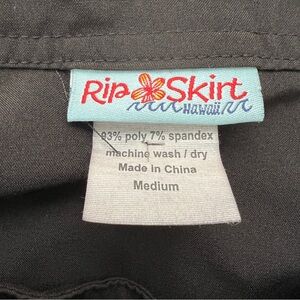 Rip Skirt
Hawaii
93% poly 7% spandex
machine wash / dry
Made in China
Medium